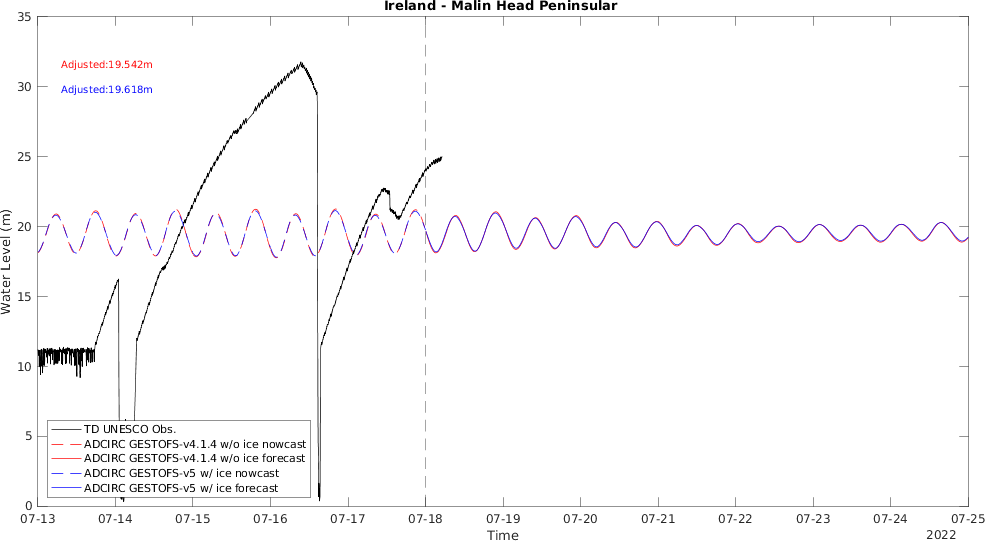 Ireland - Malin Head Peninsular
35
30
25
20
15
10
5
0
Water Level (m)
Adjusted:19.542m
Adjusted:19.618m
TD UNESCO Obs.
ADCIRC GESTOFS-v4.1.4 w/o ice nowcast
ADCIRC GESTOFS-v4.1.4 w/o ice forecast
ADCIRC GESTOFS-v5 w/ ice nowcast
ADCIRC GESTOFS-v5 w/ ice forecast
07-13 07-14 07-15 07-16 07-17 07-18 07-19 07-20 07-21 07-22 07-23 07-24 07-25
Time
2022